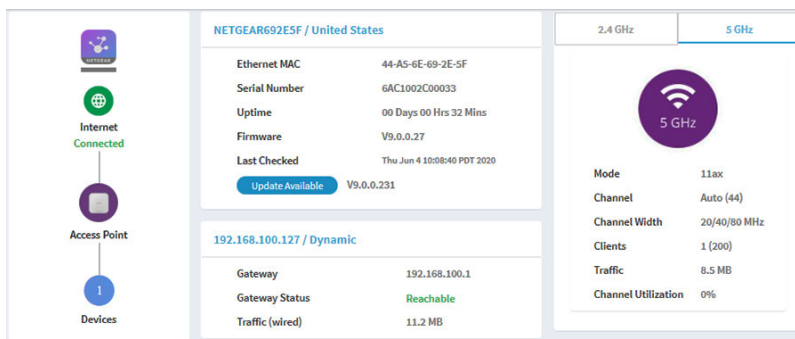 NETGEAR
Internet
Connected
Access Point
1
Devices
NETGEAR692E5F / United States
Ethernet MAC 44-A5-6E-69-2E-5F
Serial Number 6AC1002C00033
Uptime 00 Days 00 Hrs 32 Mins
Firmware V9.0.0.27
Last Checked Thu Jun 4 10:08:40 PDT 2020
Update Available V9.0.0.231
192.168.100.127 / Dynamic
Gateway 192.168.100.1
Gateway Status Reachable
Traffic (wired) 11.2 MB
2.4 GHz 5 GHz
5 GHz
Mode 11ax
Channel Auto (44)
Channel Width 20/40/80 MHz
Clients 1 (200)
Traffic 8.5 MB
Channel Utilization 0%